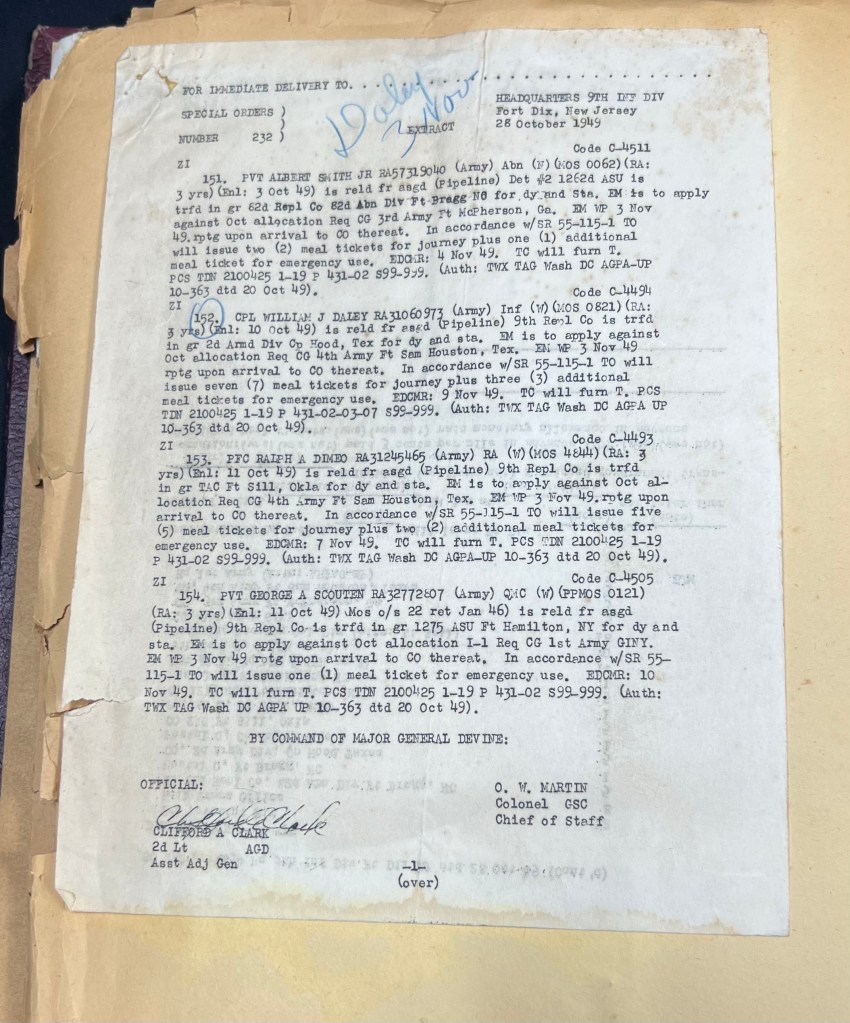 FOR IMMEDIATE DELIVERY TO. . . . . . . . . . . . . . . . . . . . . . . . . . .
Daley
3 Nov
SPECIAL ORDERS )
)
NUMBER 232 )
EXTRACT
HEADQUARTERS 9TH INF DIV
Fort Dix, New Jersey
28 October 1949
Code C-4511
ZI
151. PVT ALBERT SMITH JR RA57319040 (Army) Abn (N) (MOS 0062) (RA:
3 yrs) (Enl: 3 Oct 49) is reld fr asgd (Pipeline) Det #2 1262d ASU is
trfd in gr 82d Repl Co 82d Abn Div Ft Bragg NC for dy and Sta. EM is to apply
against Oct allocation Req CG 3rd Army Ft McPherson, Ga. EM WP 3 Nov
49.rptg upon arrival to CO thereat. In accordance w/SR 55-115-1 TO
will issue two (2) meal tickets for journey plus one (1) additional
meal ticket for emergency use. EDCMR: 4 Nov 49. TC will furn T.
PCS TDN 2100425 1-19 P 431-02 S99-999. (Auth: TWX TAG Wash DC AGPA-UP
10-363 dtd 20 Oct 49).
Code C-4494
ZI
152. CPL WILLIAM J DALEY RA31060973 (Army) Inf (W) (MOS 0821) (RA:
3 yrs) (Enl: 10 Oct 49) is reld fr asgd (Pipeline) 9th Repl Co is trfd
in gr 2d Armd Div Cp Hood, Tex for dy and sta. EM is to apply against
Oct allocation Req CG 4th Army Ft Sam Houston, Tex. EM WP 3 Nov 49
rptg upon arrival to CO thereat. In accordance w/SR 55-115-1 TO will
issue seven (7) meal tickets for journey plus three (3) additional
meal tickets for emergency use. EDCMR: 9 Nov 49. TC will furn T. PCS
TDN 2100425 1-19 P 431-02-03-07 S99-999. (Auth: TWX TAG Wash DC AGPA UP
10-363 dtd 20 Oct 49).
Code C-4493
ZI
153. PFC RALPH A DIMEO RA31245465 (Army) RA (W) (MOS 4844) (RA: 3
yrs) (Enl: 11 Oct 49) is reld fr asgd (Pipeline) 9th Repl Co is trfd
in gr TAC Ft Sill, Okla for dy and sta. EM is to apply against Oct al-
location Req CG 4th Army Ft Sam Houston, Tex. EM WP 3 Nov 49.rptg upon
arrival to CO thereat. In accordance w/SR 55-115-1 TO will issue five
(5) meal tickets for journey plus two (2) additional meal tickets for
emergency use. EDCMR: 7 Nov 49. TC will furn T. PCS TDN 2100425 1-19
P 431-02 S99-999. (Auth: TWX TAG Wash DC AGPA-UP 10-363 dtd 20 Oct 49).
ZI
Code C-4505
154. PVT GEORGE A SCOUTEN RA32772807 (Army) QMC (W) (PPMOS 0121)
(RA: 3 yrs) (Enl: 11 Oct 49) (Mos o/s 22 ret Jan 46) is reld fr asgd
(Pipeline) 9th Repl Co is trfd in gr 1275 ASU Ft Hamilton, NY for dy and
sta. EM is to apply against Oct allocation I-1 Req CG 1st Army GINY.
EM WP 3 Nov 49 rptg upon arrival to CO thereat. In accordance w/SR 55-
115-1 TO will issue one (1) meal ticket for emergency use. EDCMR: 10
Nov 49. TC will furn T. PCS TDN 2100425 1-19 P 431-02 S99-999. (Auth:
TWX TAG Wash DC AGPA UP 10-363 dtd 20 Oct 49).
BY COMMAND OF MAJOR GENERAL DEVINE:
OFFICIAL:
Clifford A Clark
CLIFFORD A CLARK
2d Lt AGD
Asst Adj Gen
O. W. MARTIN
Colonel GSC
Chief of Staff
-1-
(over)